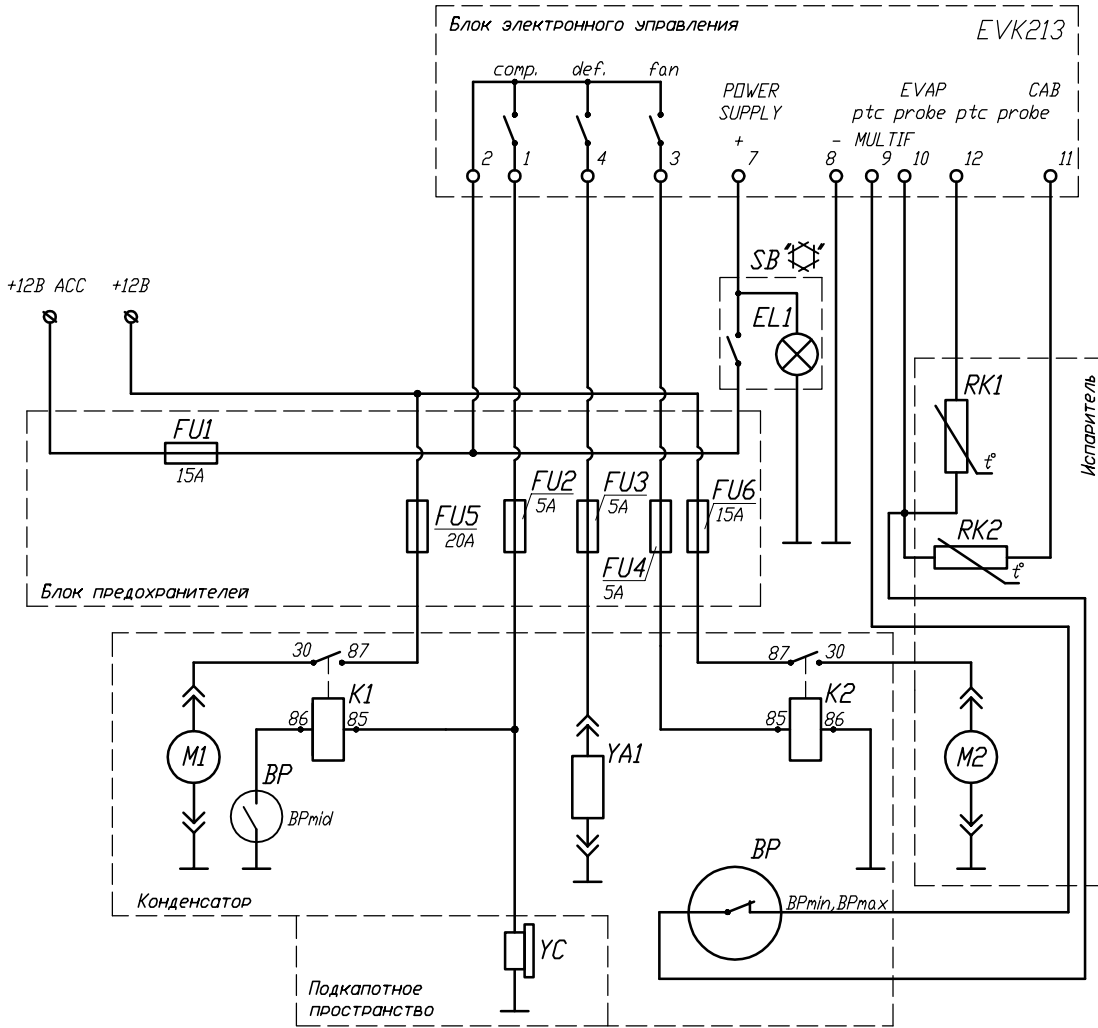 Блок электронного управления
EVK213
comp. def. fan
POWER
SUPPLY
EVAP CAB
ptc probe ptc probe
+ - MULTIF
2 1 4 3 7 8 9 10 12 11
SB "   "
+12В ACC +12В
EL1
RK1
t°
Испаритель
FU1
15А
FU2
5А
FU3
5А
FU6
15А
FU5
20А
FU4
5А
RK2
t°
Блок предохранителей
30 87
87 30
K1
K2
86 85
85 86
M1
BP
BPmid
YA1
M2
BP
BPmin,BPmax
Конденсатор
YC
Подкапотное
пространство